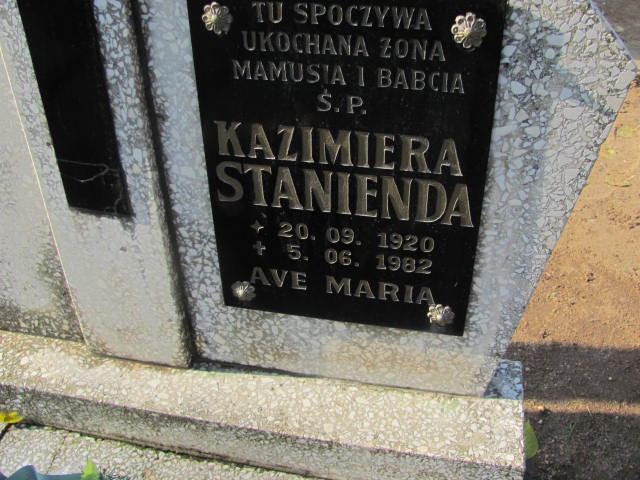 TU SPOCZYWA
UKOCHANA ŻONA
MAMUSIA I BABCIA
Ś.P.
KAZIMIERA
STANIENDA
20. 09. 1920
5. 06. 1982
AVE MARIA